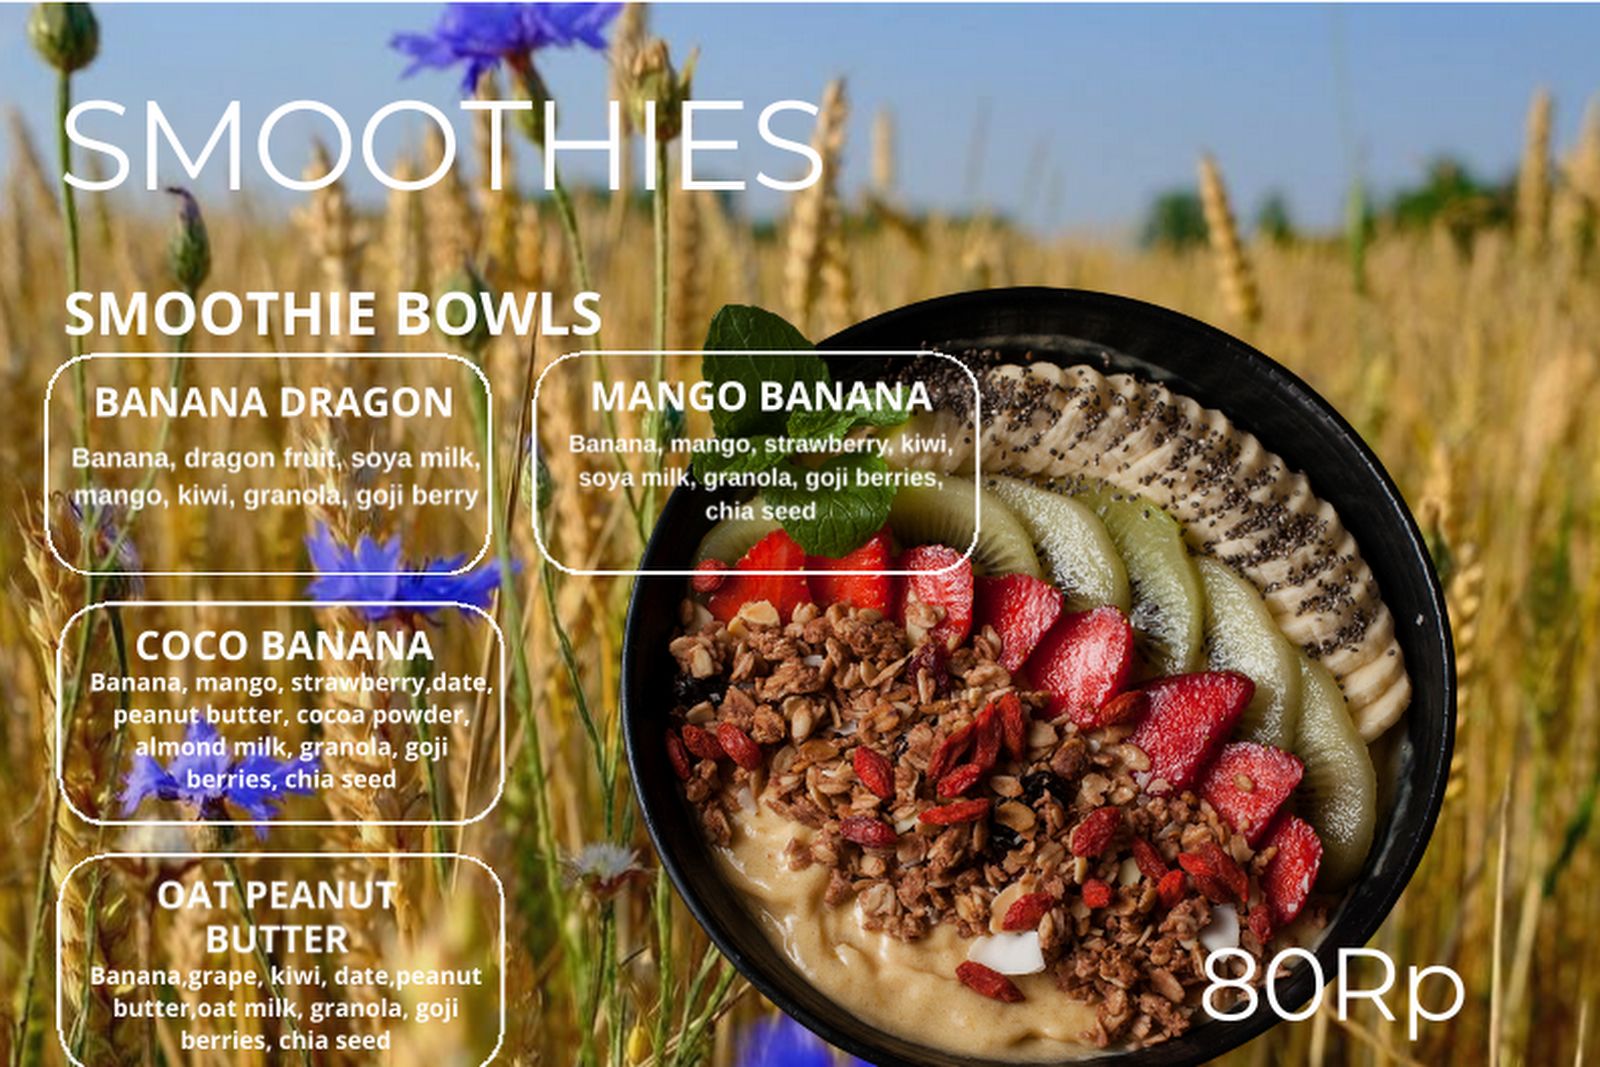 SMOOTHIES
SMOOTHIE BOWLS
BANANA DRAGON
Banana, dragon fruit, soya milk,
mango, kiwi, granola, goji berry
MANGO BANANA
Banana, mango, strawberry, kiwi,
soya milk, granola, goji berries,
chia seed
COCO BANANA
Banana, mango, strawberry,date,
peanut butter, cocoa powder,
almond milk, granola, goji
berries, chia seed
OAT PEANUT
BUTTER
Banana,grape, kiwi, date,peanut
butter,oat milk, granola, goji
berries, chia seed
80Rp